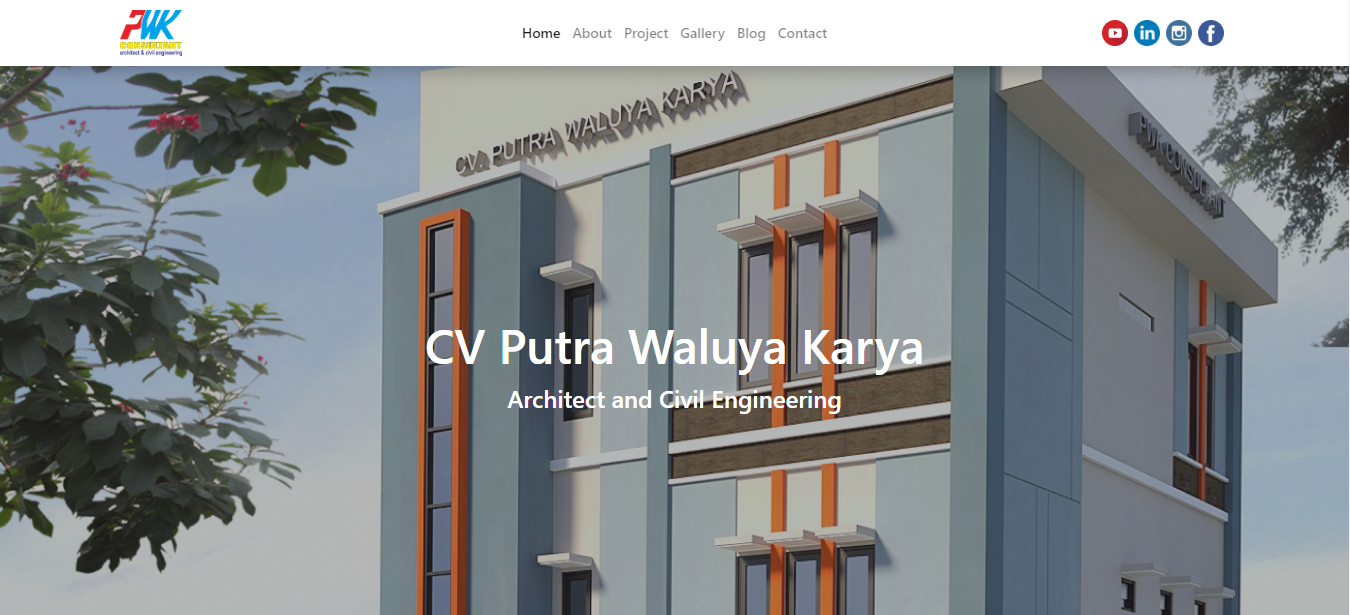 PWK
CONSULTANT
architect & civil engineering
Home About Project Gallery Blog Contact
in
f
CV. PUTRA WALUYA KARYA
PWK CONSULTANT
CV Putra Waluya Karya
Architect and Civil Engineering